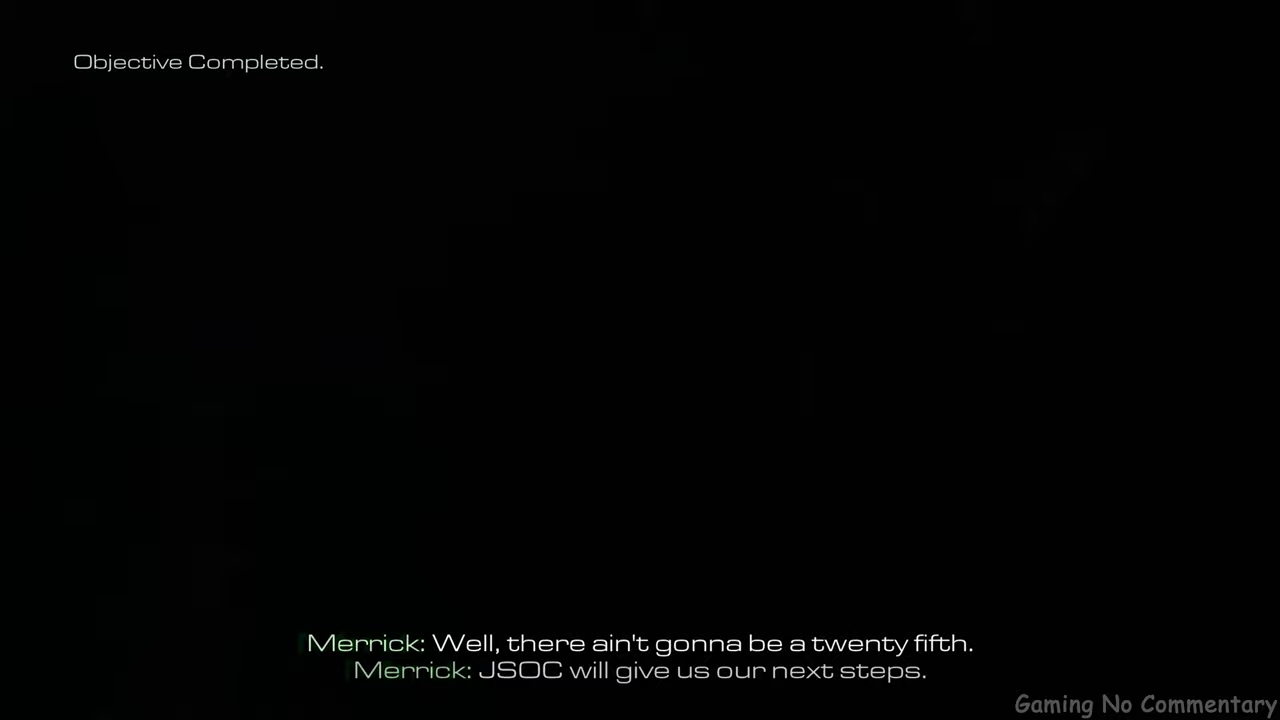 Objective Completed.
Merrick: Well, there ain't gonna be a twenty fifth.
Merrick: JSOC will give us our next steps.
Gaming No Commentary